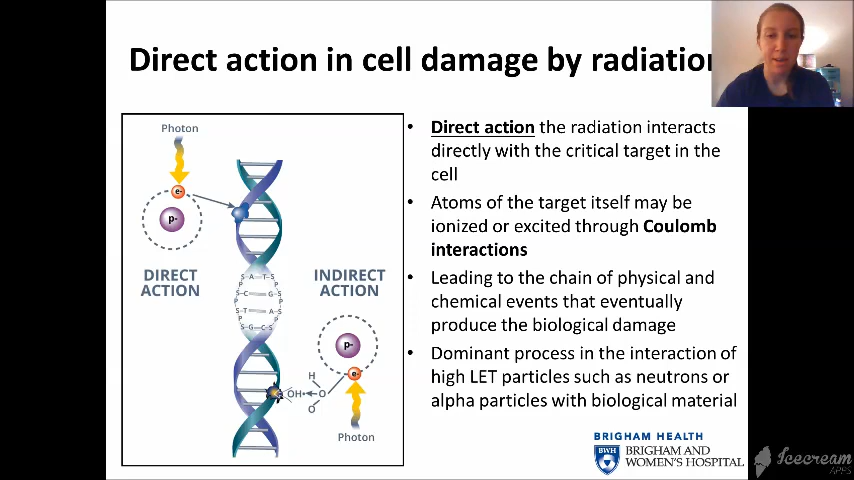 Direct action in cell damage by radiation
Photon
e-
p-
DIRECT
ACTION
INDIRECT
ACTION
S A T S
P P
S C G S
P P
S T A S
P P
S G C S
p-
e-
H
OH
O
O
Photon
• Direct action the radiation interacts
directly with the critical target in the
cell
• Atoms of the target itself may be
ionized or excited through Coulomb
interactions
• Leading to the chain of physical and
chemical events that eventually
produce the biological damage
• Dominant process in the interaction of
high LET particles such as neutrons or
alpha particles with biological material
BRIGHAM HEALTH
BWH
BRIGHAM AND
WOMEN'S HOSPITAL
Icecream
APPS